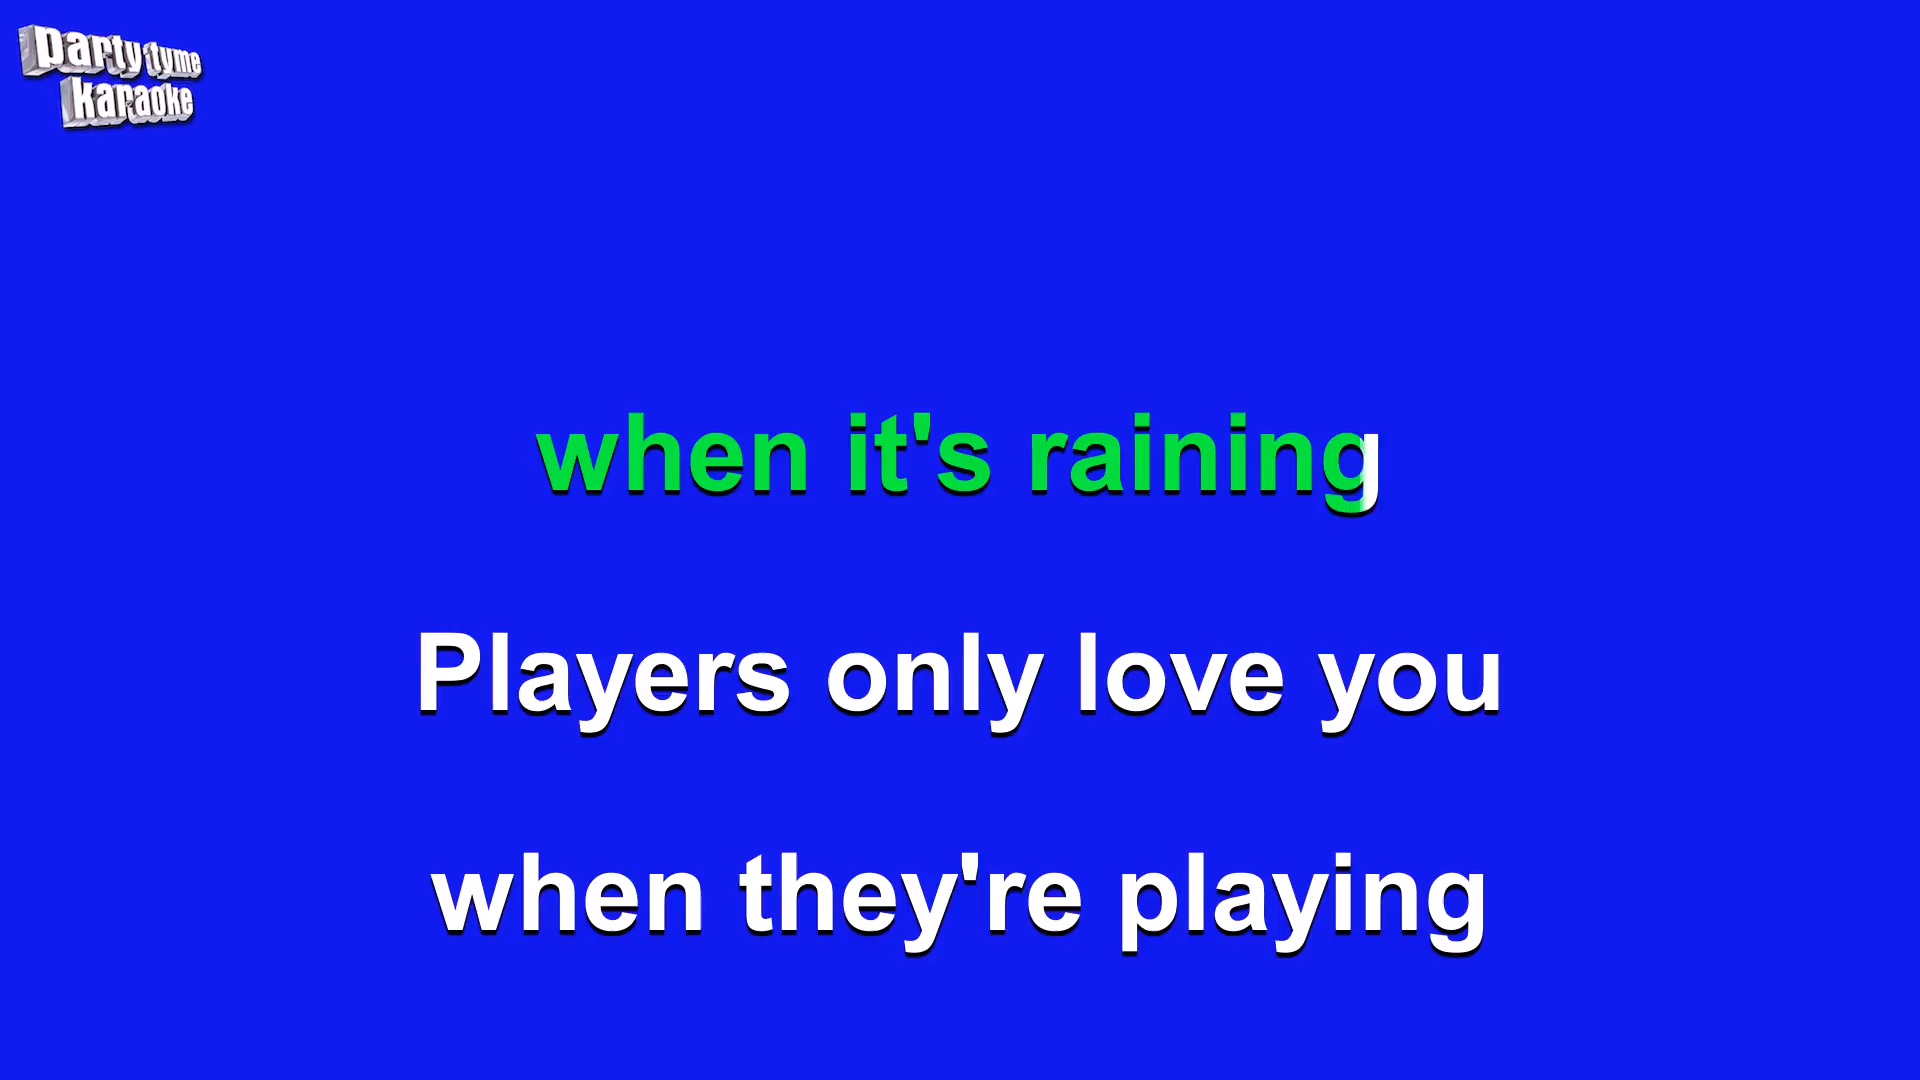 party tyme
karaoke
when it's raining
Players only love you
when they're playing